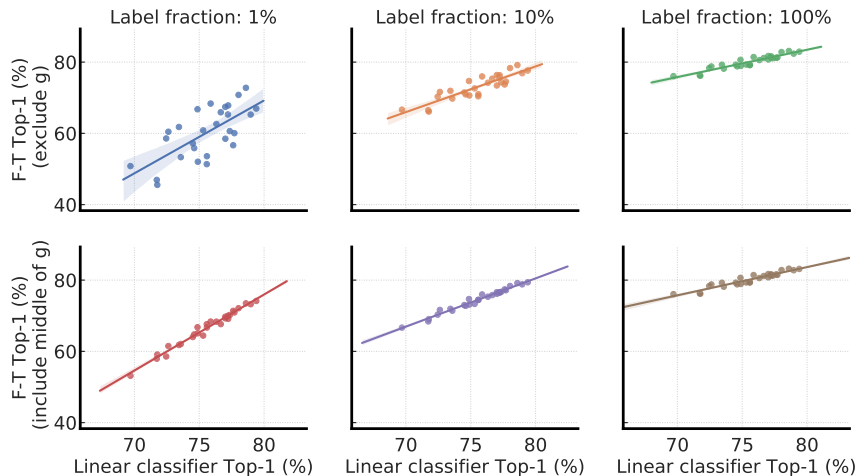 Label fraction: 1%
Label fraction: 10%
Label fraction: 100%
F-T Top-1 (%)
(exclude g)
80
60
40
F-T Top-1 (%)
(include middle of g)
80
60
40
70 75 80
70 75 80
70 75 80
Linear classifier Top-1 (%)
Linear classifier Top-1 (%)
Linear classifier Top-1 (%)